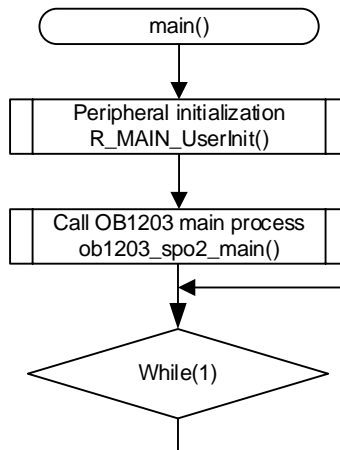 main()
Peripheral initialization
R_MAIN_UserInit()
Call OB1203 main process
ob1203_spo2_main()
While(1)